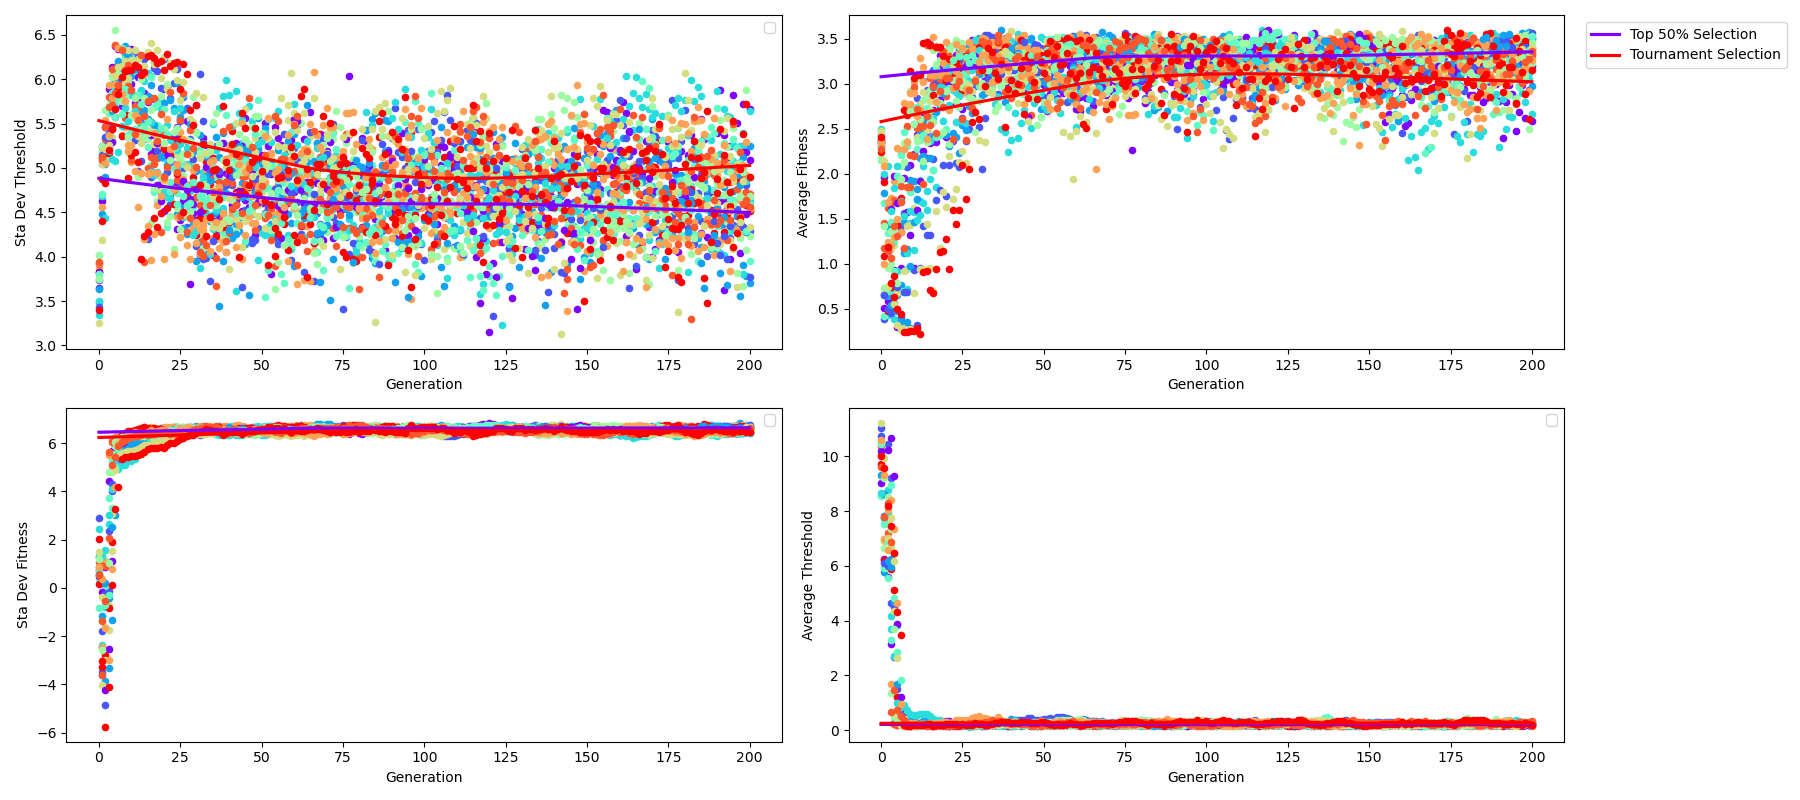 Sta Dev Threshold
6.5
6.0
5.5
5.0
4.5
4.0
3.5
3.0
0 25 50 75 100 125 150 175 200
Generation
Average Fitness
3.5
3.0
2.5
2.0
1.5
1.0
0.5
0 25 50 75 100 125 150 175 200
Generation
Top 50% Selection
Tournament Selection
Sta Dev Fitness
6
4
2
0
−2
−4
−6
0 25 50 75 100 125 150 175 200
Generation
Average Threshold
10
8
6
4
2
0
0 25 50 75 100 125 150 175 200
Generation